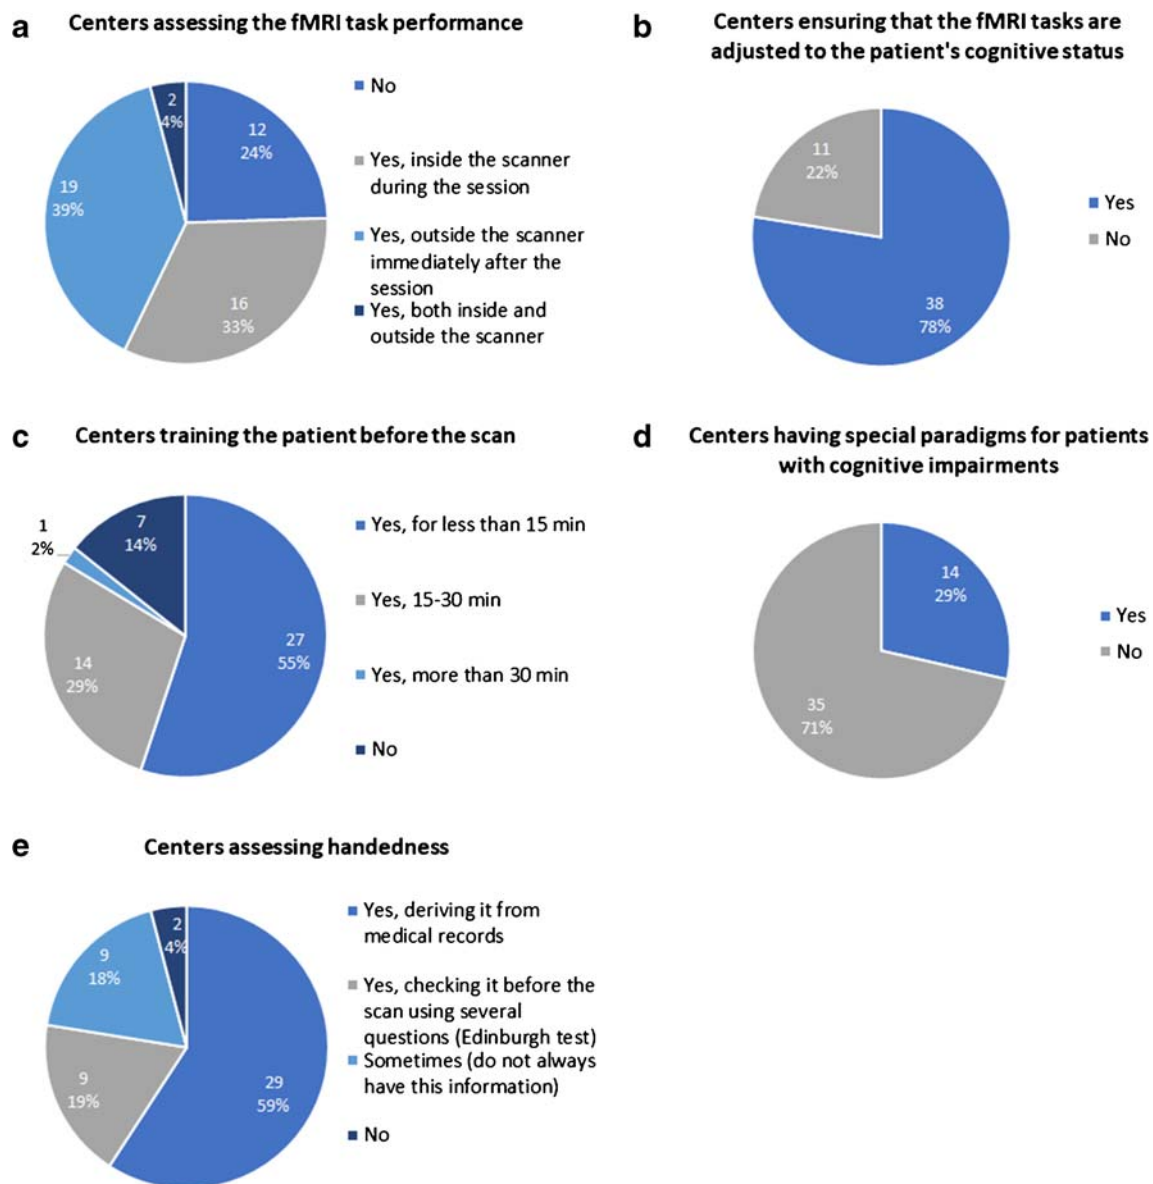 a
Centers assessing the fMRI task performance
2
4%
12
24%
19
39%
16
33%
No
Yes, inside the scanner
during the session
Yes, outside the scanner
immediately after the
session
Yes, both inside and
outside the scanner
b
Centers ensuring that the fMRI tasks are
adjusted to the patient's cognitive status
11
22%
38
78%
Yes
No
c
Centers training the patient before the scan
1
2%
7
14%
27
55%
14
29%
Yes, for less than 15 min
Yes, 15-30 min
Yes, more than 30 min
No
d
Centers having special paradigms for patients
with cognitive impairments
14
29%
35
71%
Yes
No
e
Centers assessing handedness
2
4%
9
18%
9
19%
29
59%
Yes, deriving it from
medical records
Yes, checking it before the
scan using several
questions (Edinburgh test)
Sometimes (do not always
have this information)
No